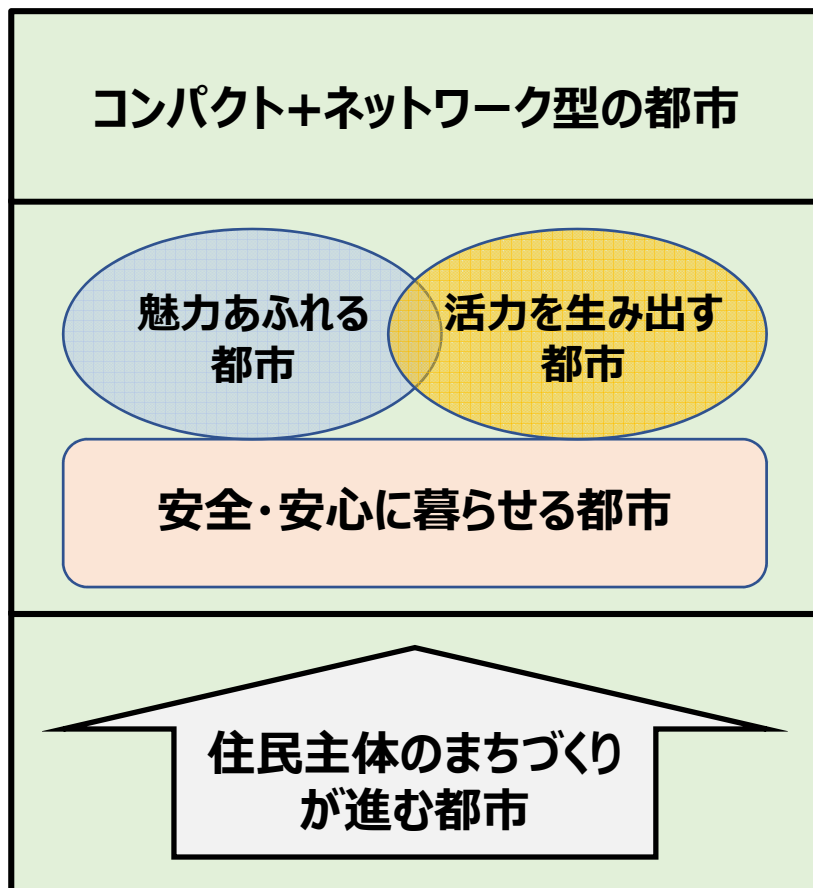 コンパクト+ネットワーク型の都市
魅力あふれる
都市
活力を生み出す
都市
安全・安心に暮らせる都市
住民主体のまちづくり
が進む都市